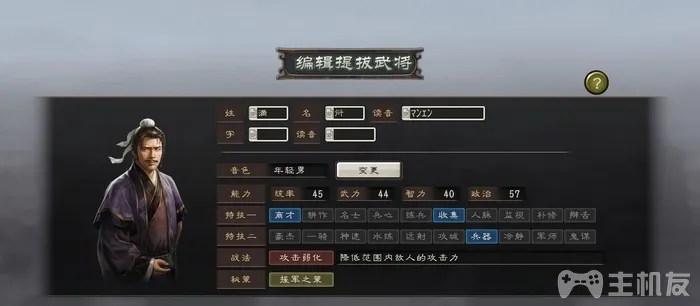 编辑提拔武将
?
姓 满 名 衍 读音 マンエン
字 读音
音色 年轻男 变更
能力 统率 45 武力 44 智力 40 政治 57
特技一 商才 耕作 名士 兵心 练兵 收集 人脉 监视 补修 辩舌
特技二 豪杰 一骑 神速 水练 远射 攻城 兵器 冷静 军师 鬼谋
战法 攻击弱化 降低范围内敌人的攻击力
秘策 援军之策
主机友